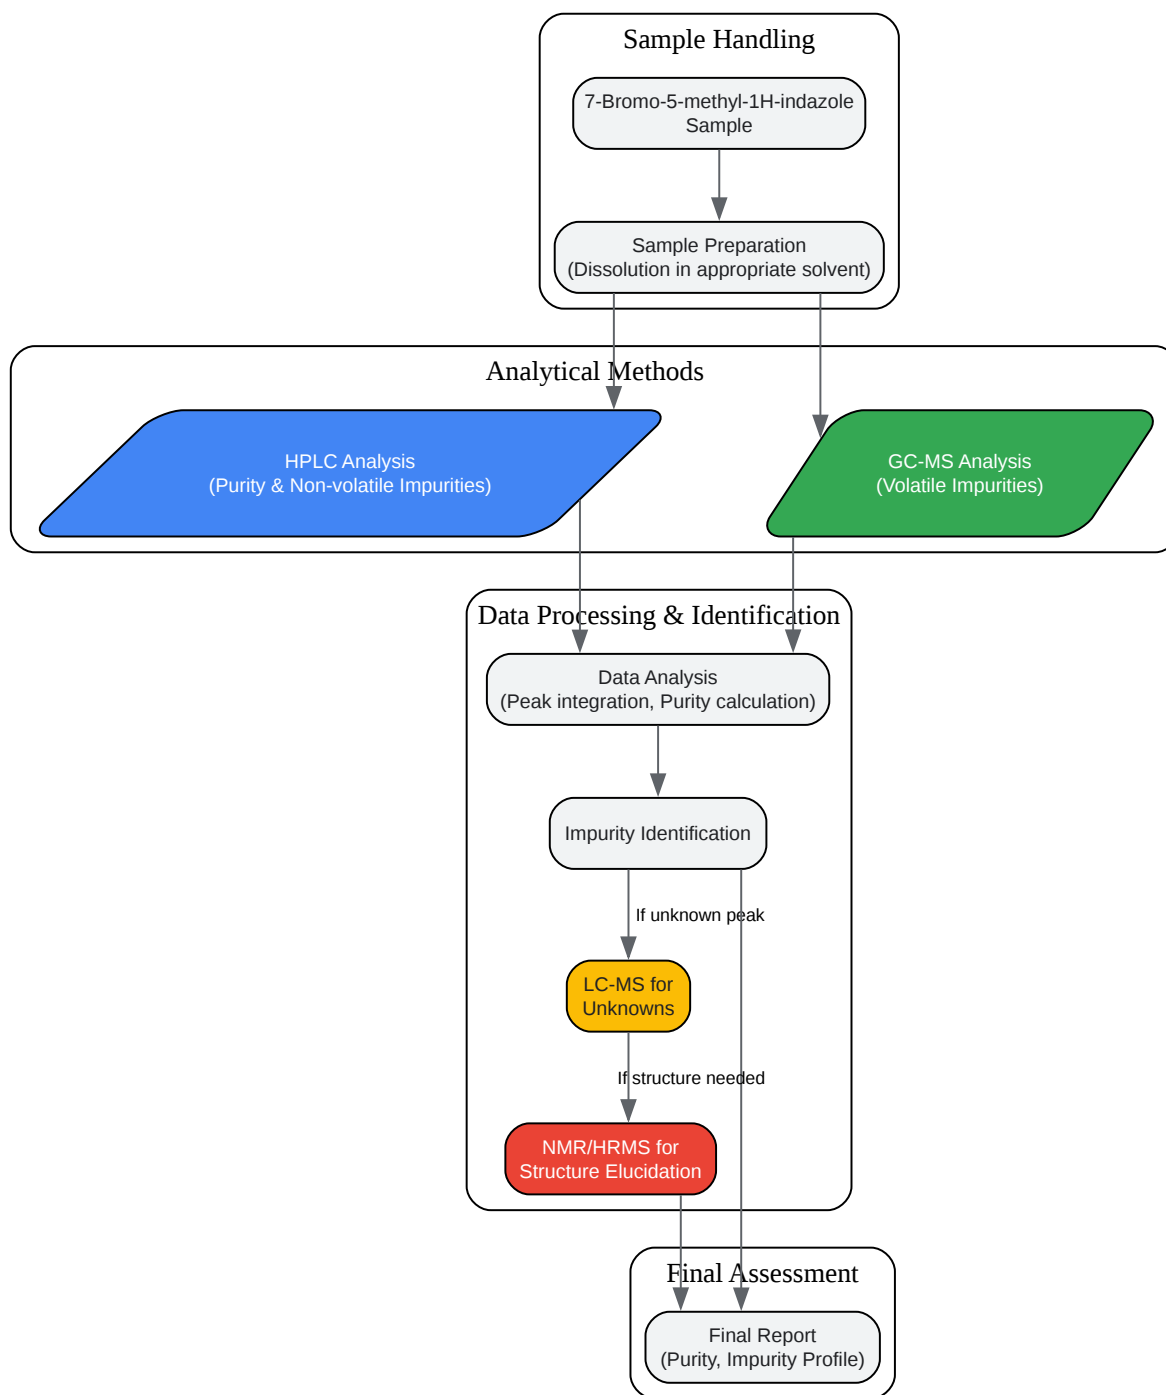 Sample Handling
7-Bromo-5-methyl-1H-indazole
Sample
Sample Preparation
(Dissolution in appropriate solvent)
Analytical Methods
HPLC Analysis
(Purity & Non-volatile Impurities)
GC-MS Analysis
(Volatile Impurities)
Data Processing & Identification
Data Analysis
(Peak integration, Purity calculation)
Impurity Identification
If unknown peak
LC-MS for
Unknowns
If structure needed
NMR/HRMS for
Structure Elucidation
Final Assessment
Final Report
(Purity, Impurity Profile)